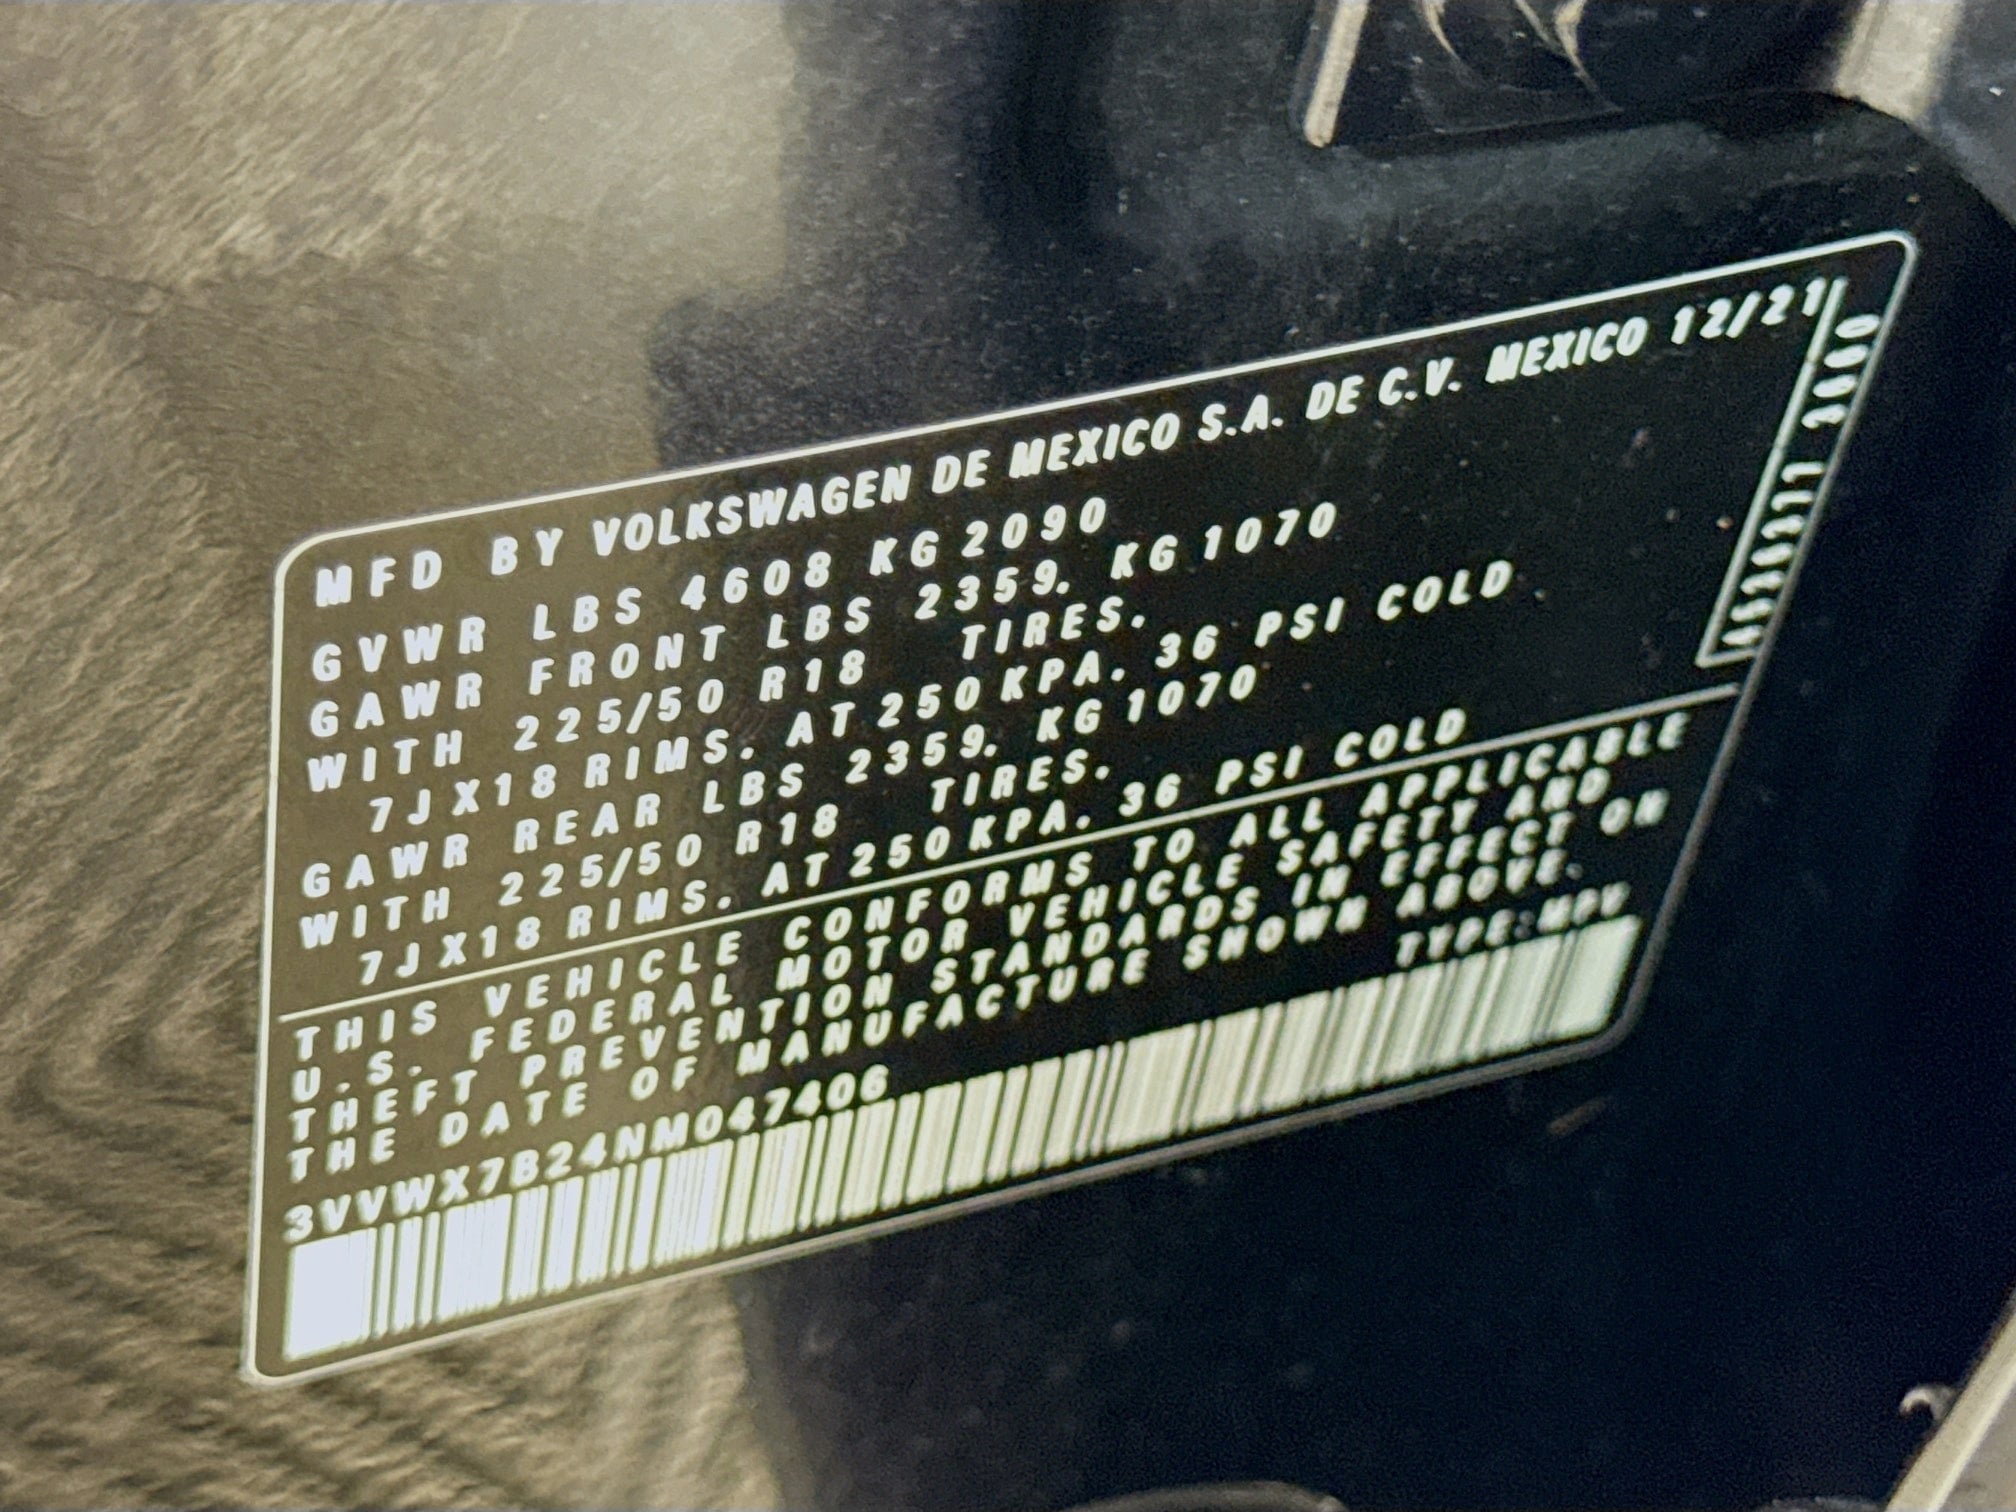 MFD BY VOLKSWAGEN DE MEXICO S.A. DE C.V. MEXICO 12/21
GVWR LBS 4608 KG 2090
GAWR FRONT LBS 2359. KG 1070
WITH 225/50 R18 TIRES.
7JX18 RIMS. AT 250 KPA. 36 PSI COLD
GAWR REAR LBS 2359. KG 1070
WITH 225/50 R18 TIRES.
7JX18 RIMS. AT 250 KPA. 36 PSI COLD
THIS VEHICLE CONFORMS TO ALL APPLICABLE
U.S. FEDERAL MOTOR VEHICLE SAFETY AND
THEFT PREVENTION STANDARDS IN EFFECT ON
THE DATE OF MANUFACTURE SHOWN ABOVE.
TYPE:MPV
3VVWX7B24NM047406